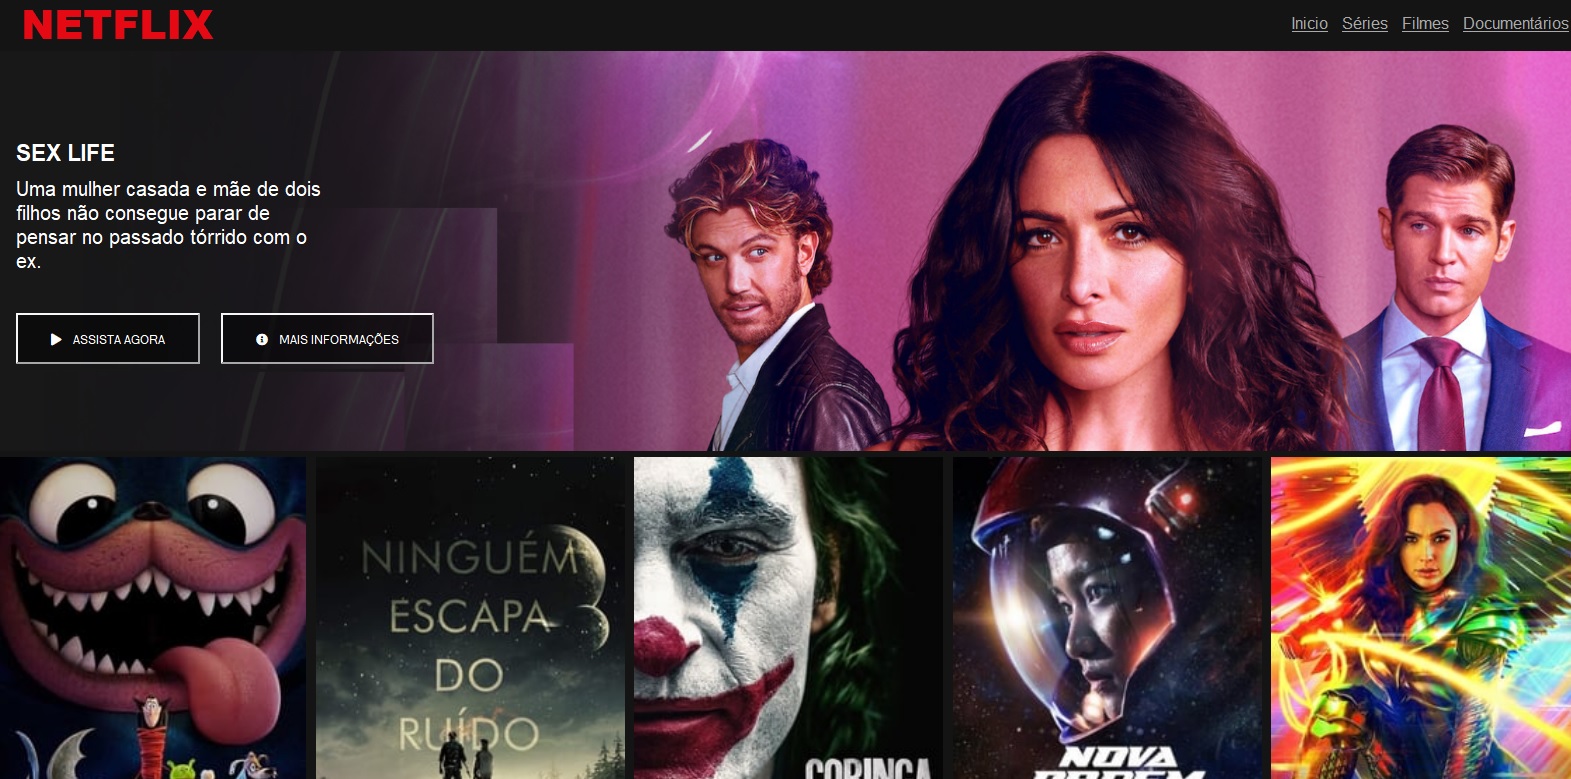 NETFLIX
Inicio Séries Filmes Documentários
SEX LIFE
Uma mulher casada e mãe de dois
filhos não consegue parar de
pensar no passado tórrido com o
ex.
ASSISTA AGORA
MAIS INFORMAÇÕES
NINGUÉM
ESCAPA
DO
RUÍDO
CORINGA
NOVA
ORDEM